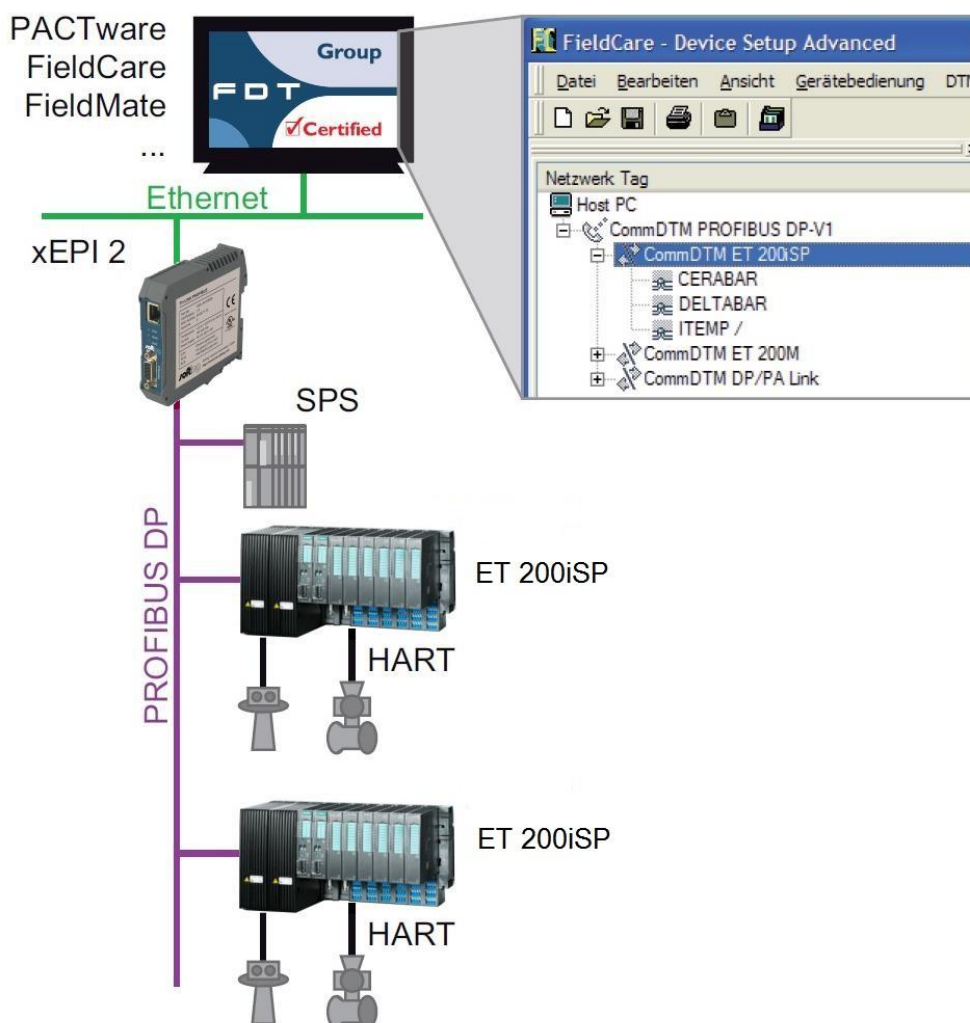 PACTware
FieldCare
FieldMate
...
Group
FDT
Certified
FieldCare - Device Setup Advanced
Datei Bearbeiten Ansicht Gerätebedienung DTM
Netzwerk Tag
Host PC
CommDTM PROFIBUS DP-V1
CommDTM ET 200iSP
CERABAR
DELTABAR
ITEMP /
CommDTM ET 200M
CommDTM DP/PA Link
Ethernet
xEPI 2
SPS
PROFIBUS DP
ET 200iSP
HART
ET 200iSP
HART